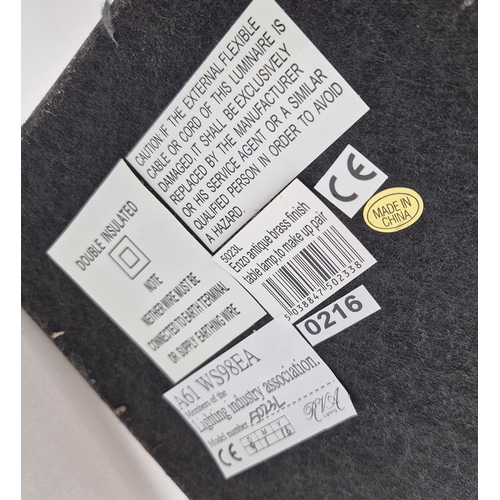 CAUTION IF THE EXTERNAL FLEXIBLE
CABLE OR CORD OF THIS LUMINAIRE IS
DAMAGED.IT SHALL BE EXCLUSIVELY
REPLACED BY THE MANUFACTURER
OR HIS SERVICE AGENT OR A SIMILAR
QUALIFIED PERSON IN ORDER TO AVOID
A HAZARD.
CE
MADE IN
CHINA
DOUBLE INSULATED
NOTE
NEITHER WIRE MUST BE
CONNECTED TO EARTH TERMINAL
OR SUPPLY EARTHING WIRE
5023L
Enzo antique brass finish
table lamp,to make up pair
5 038847 502338
0216
A61 WS98EA
Members of the
Lighting industry association.
Model number 5023L
CE
D M Y